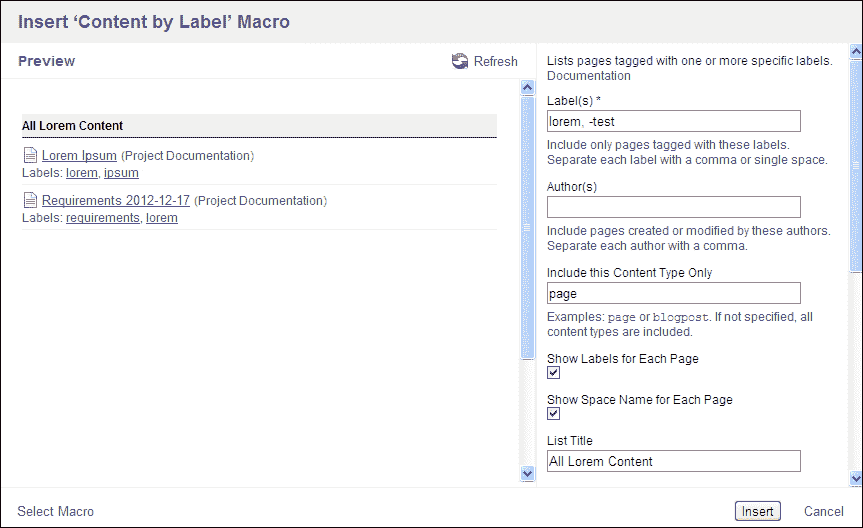 Insert ‘Content by Label’ Macro
Preview
Refresh
All Lorem Content
Lorem Ipsum (Project Documentation)
Labels: lorem, ipsum
Requirements 2012-12-17 (Project Documentation)
Labels: requirements, lorem
Lists pages tagged with one or more specific labels.
Documentation
Label(s) *
lorem, -test
Include only pages tagged with these labels.
Separate each label with a comma or single space.
Author(s)
Include pages created or modified by these authors.
Separate each author with a comma.
Include this Content Type Only
page
Examples: page or blogpost. If not specified, all
content types are included.
Show Labels for Each Page
Show Space Name for Each Page
List Title
All Lorem Content
Select Macro
Insert
Cancel